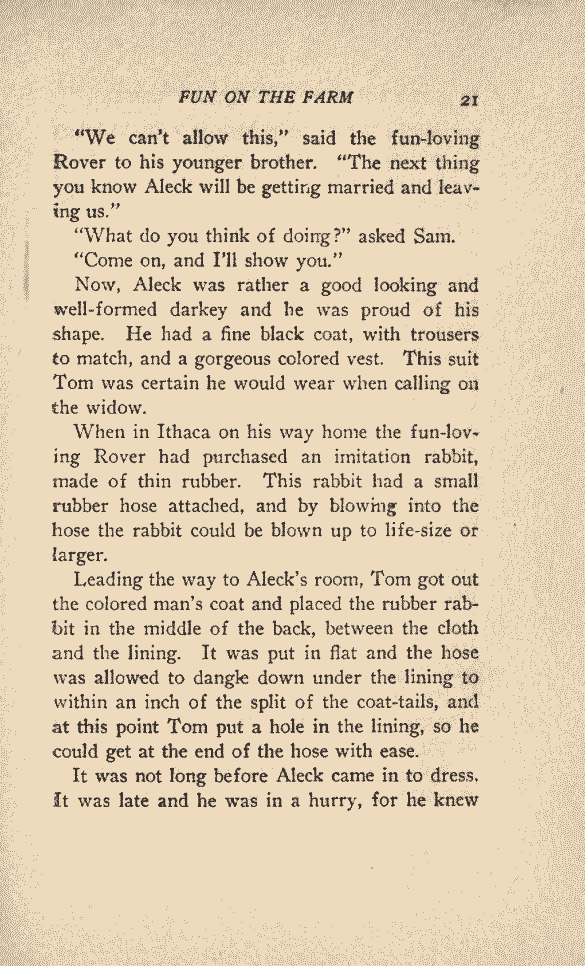 FUN ON THE FARM 21
"We can't allow this," said the fun-loving
Rover to his younger brother. "The next thing
you know Aleck will be getting married and leav-
ing us."
"What do you think of doing?" asked Sam.
"Come on, and I'll show you."
Now, Aleck was rather a good looking and
well-formed darkey and he was proud of his
shape. He had a fine black coat, with trousers
to match, and a gorgeous colored vest. This suit
Tom was certain he would wear when calling on
the widow.
When in Ithaca on his way home the fun-lov-
ing Rover had purchased an imitation rabbit,
made of thin rubber. This rabbit had a small
rubber hose attached, and by blowing into the
hose the rabbit could be blown up to life-size or
larger.
Leading the way to Aleck's room, Tom got out
the colored man's coat and placed the rubber rab-
bit in the middle of the back, between the cloth
and the lining. It was put in flat and the hose
was allowed to dangle down under the lining to
within an inch of the split of the coat-tails, and
at this point Tom put a hole in the lining, so he
could get at the end of the hose with ease.
It was not long before Aleck came in to dress.
It was late and he was in a hurry, for he knew